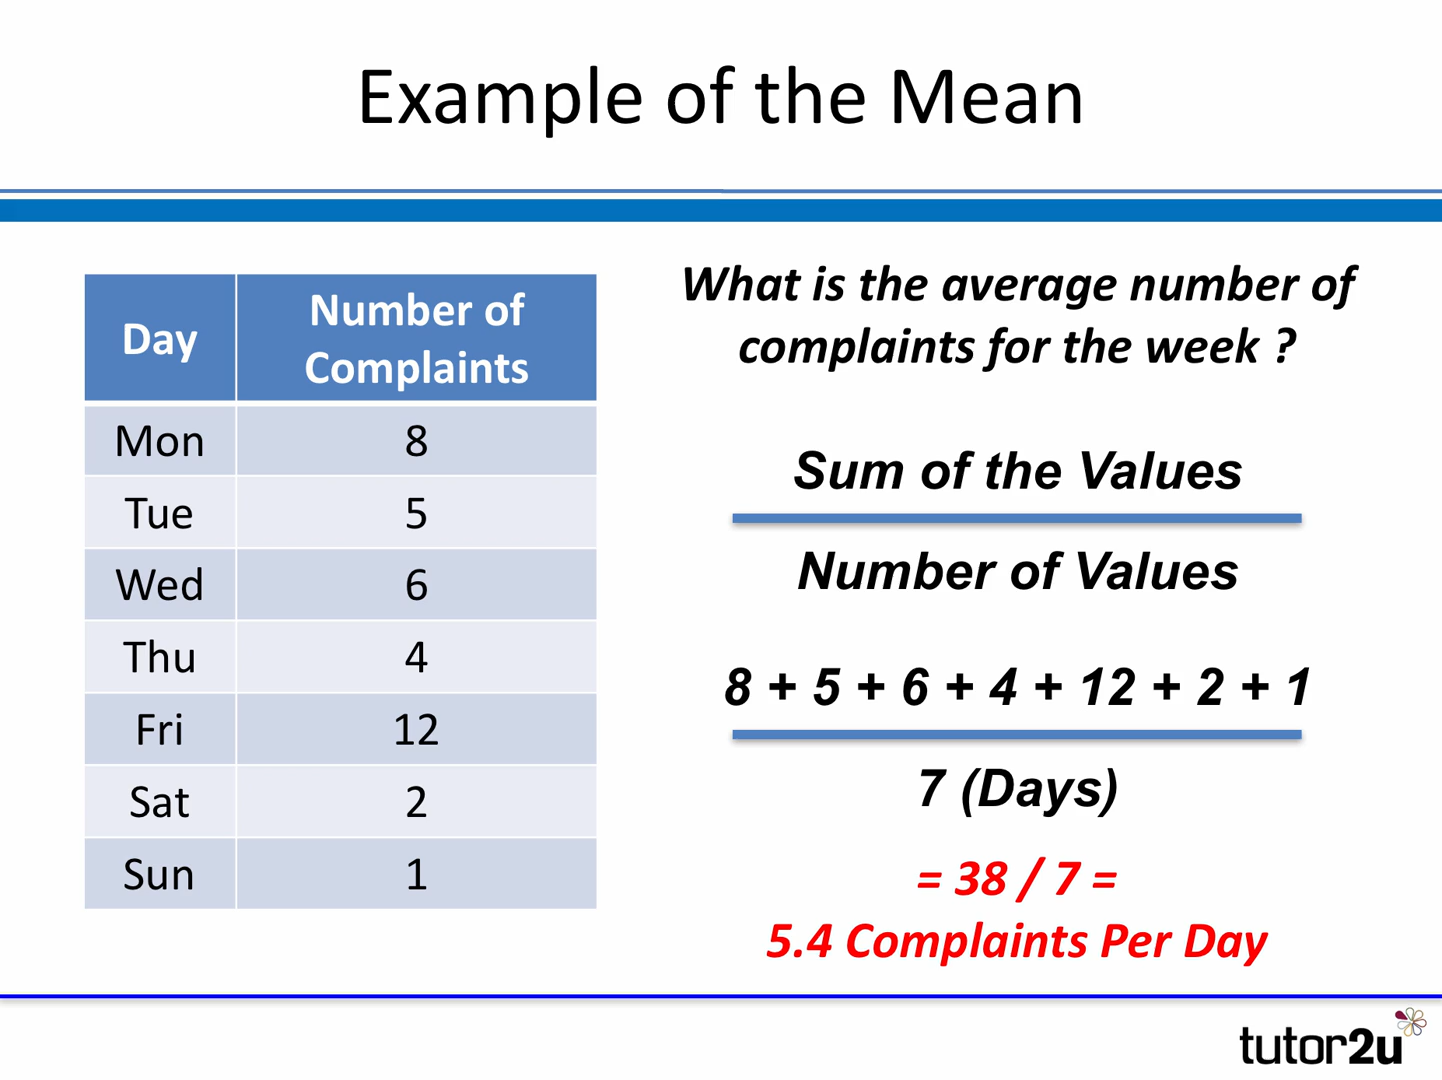 Example of the Mean
Day
Number of
Complaints
Mon 8
Tue 5
Wed 6
Thu 4
Fri 12
Sat 2
Sun 1
What is the average number of
complaints for the week ?
Sum of the Values
Number of Values
8 + 5 + 6 + 4 + 12 + 2 + 1
7 (Days)
= 38 / 7 =
5.4 Complaints Per Day
tutor2u